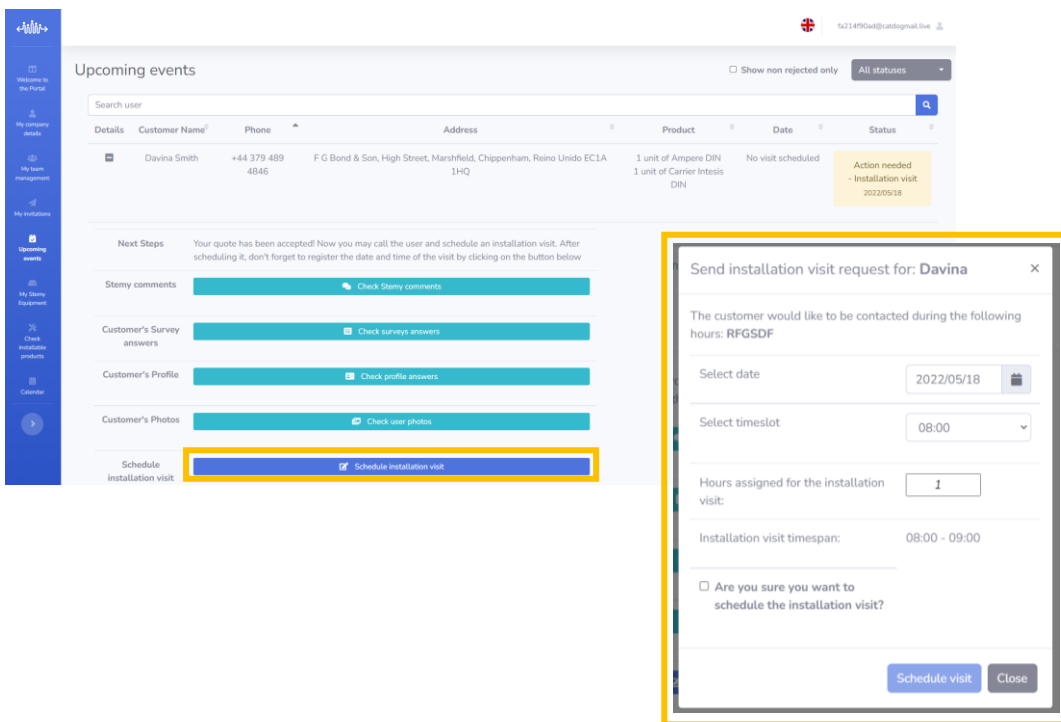 fa214f90ad@catdogmail.live
Welcome to
the Portal
My company
details
My team
management
My invitations
Upcoming
events
My Stemy
Equipment
Check
installable
products
Calendar
Upcoming events
Show non rejected only
All statuses
Search user
Details Customer Name Phone Address Product Date Status
Davina Smith
+44 379 489
4846
F G Bond & Son, High Street, Marshfield, Chippenham, Reino Unido EC1A
1HQ
1 unit of Ampere DIN
1 unit of Carrier Intesis
DIN
No visit scheduled
Action needed
- Installation visit
2022/05/18
Next Steps
Your quote has been accepted! Now you may call the user and schedule an installation visit. After
scheduling it, don't forget to register the date and time of the visit by clicking on the button below
Stemy comments
Check Stemy comments
Customer's Survey
answers
Check surveys answers
Customer's Profile
Check profile answers
Customer's Photos
Check user photos
Schedule
installation visit
Schedule installation visit
Send installation visit request for: Davina
×
The customer would like to be contacted during the following
hours: RFGSDF
Select date
2022/05/18
Select timeslot
08:00
Hours assigned for the installation
visit:
1
Installation visit timespan:
08:00 - 09:00
Are you sure you want to
schedule the installation visit?
Schedule visit
Close